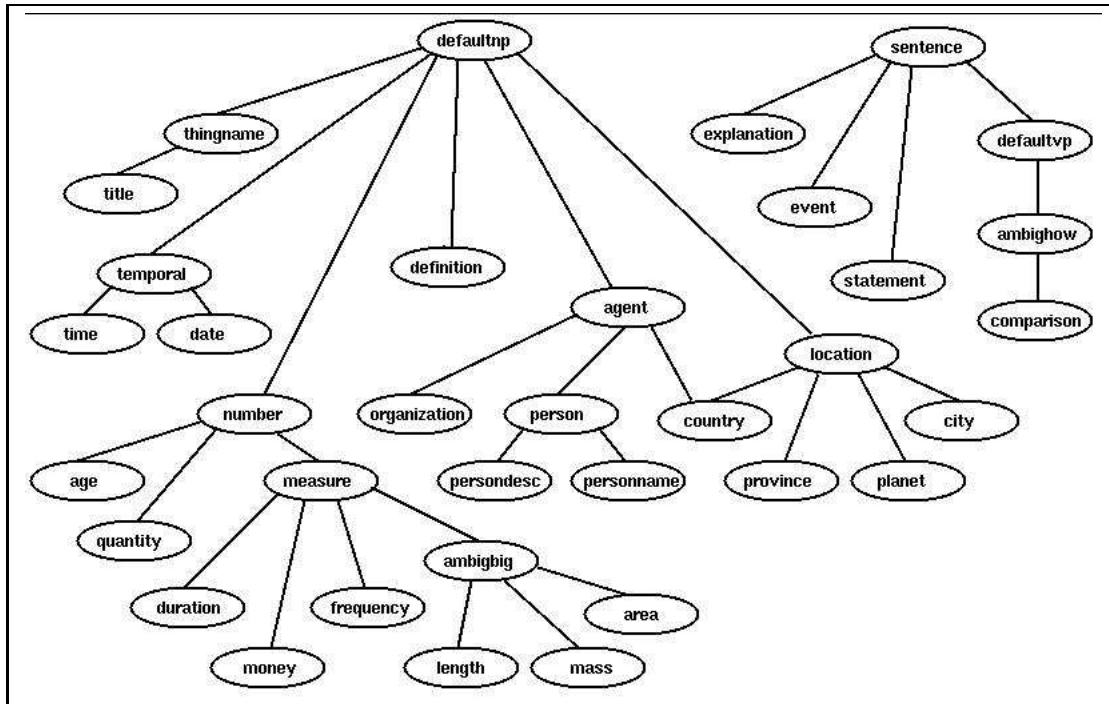 defaultnp
sentence
thingname
explanation
defaultvp
title
event
ambighow
temporal
definition
statement
agent
time
date
comparison
location
number
organization
person
country
city
age
measure
persondesc
personname
province
planet
quantity
ambigbig
duration
frequency
area
money
length
mass